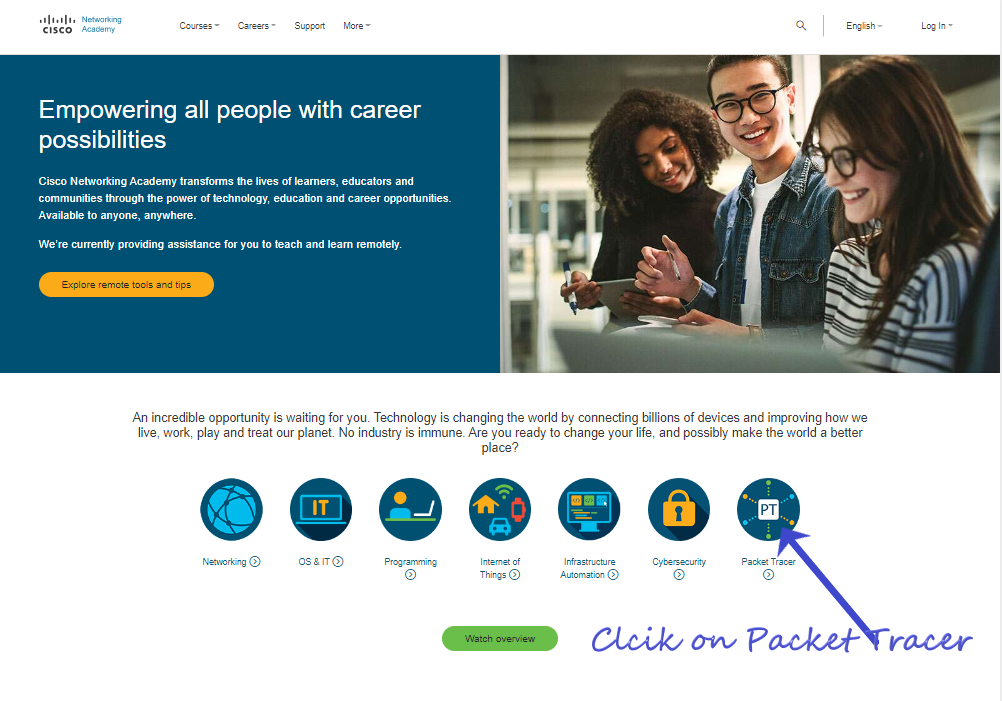 CISCO
Networking
Academy
Courses
Careers
Support
More
English
Log In
Empowering all people with career
possibilities
Cisco Networking Academy transforms the lives of learners, educators and
communities through the power of technology, education and career opportunities.
Available to anyone, anywhere.
We're currently providing assistance for you to teach and learn remotely.
Explore remote tools and tips
An incredible opportunity is waiting for you. Technology is changing the world by connecting billions of devices and improving how we
live, work, play and treat our planet. No industry is immune. Are you ready to change your life, and possibly make the world a better
place?
IT
PT
Networking
OS & IT
Programming
Internet of
Things
Infrastructure
Automation
Cybersecurity
Packet Tracer
Watch overview
Clcik on Packet Tracer